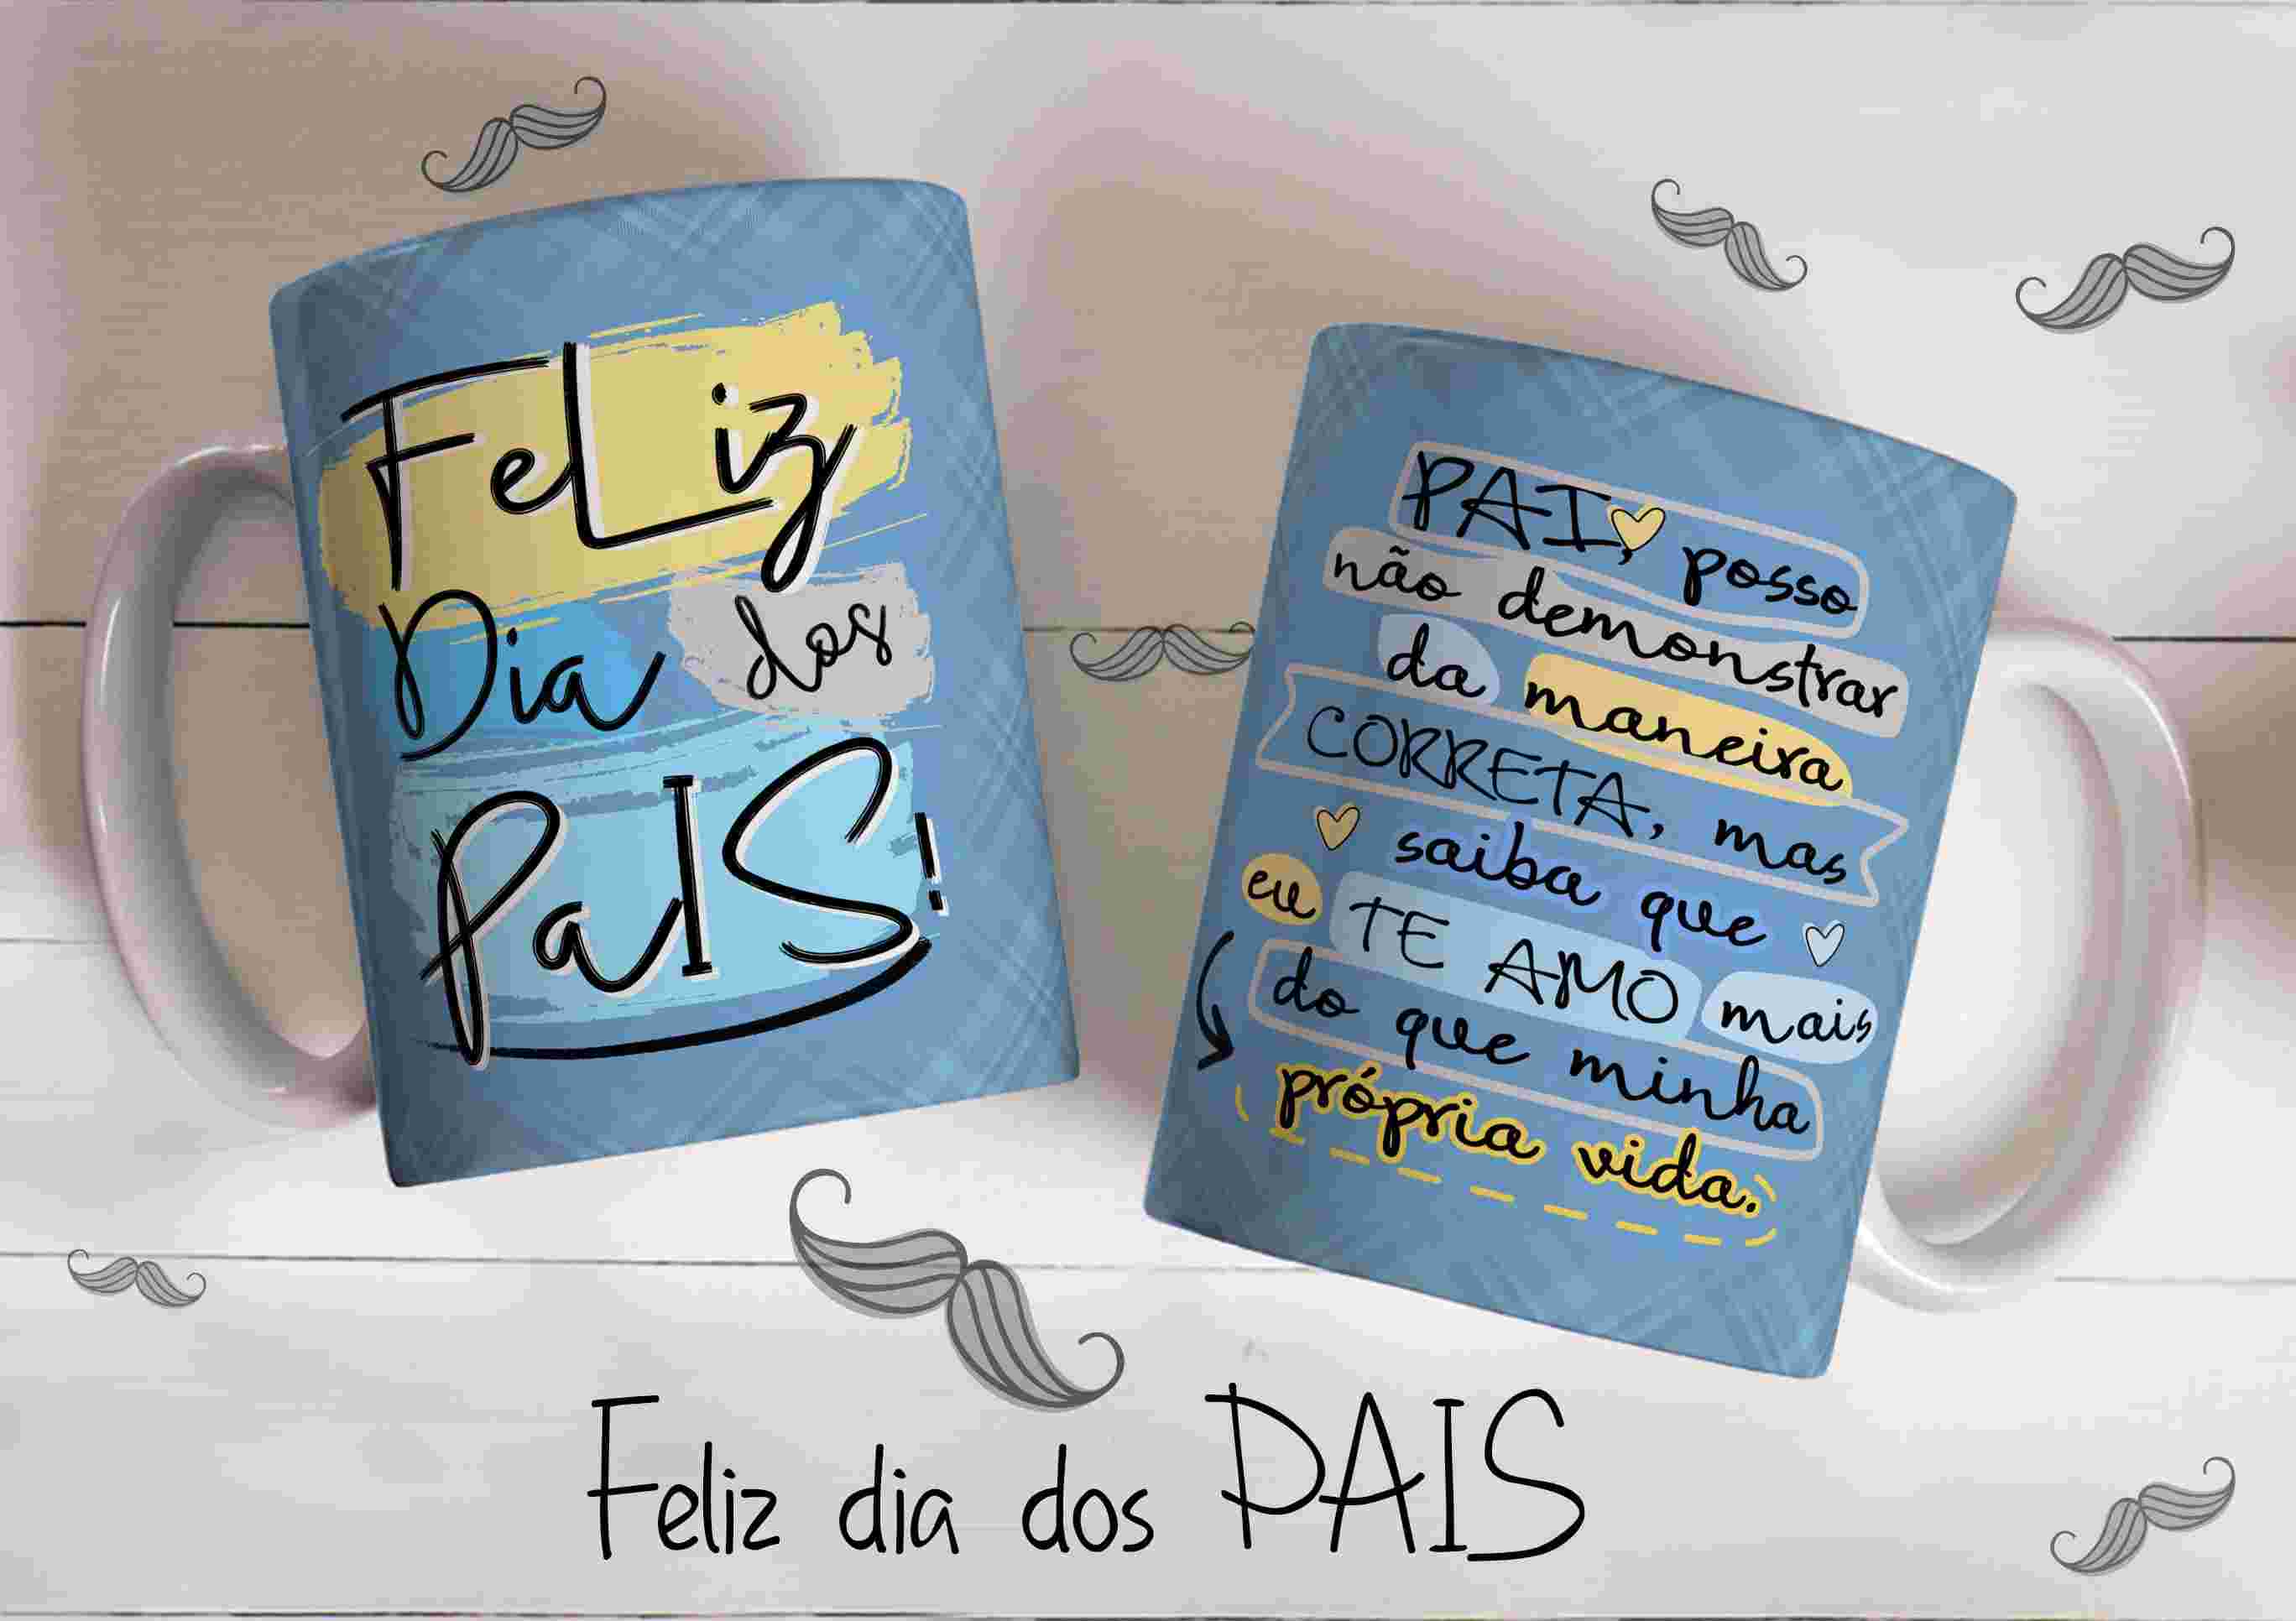 FeLiz
Dia dos
PaIS!
PAI, posso
não demonstrar
da maneira
CORRETA, mas
saiba que
eu TE AMO mais
do que minha
própria vida.
Feliz dia dos PAIS